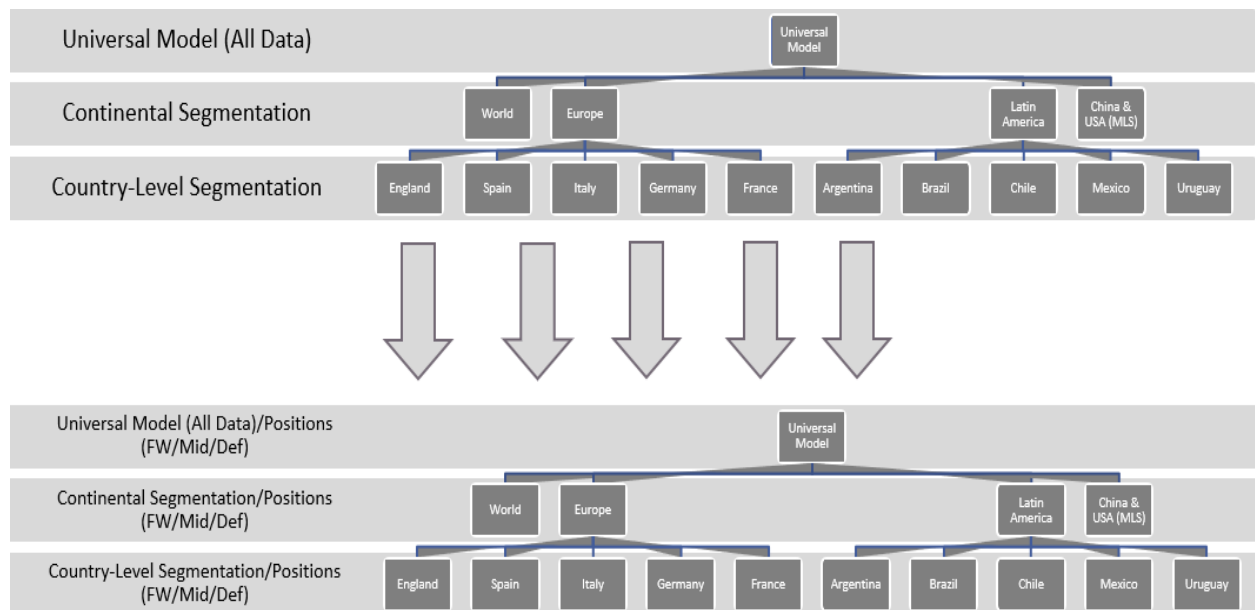 Universal Model (All Data)
Universal
Model
Continental Segmentation
World
Europe
Latin
America
China &
USA (MLS)
Country-Level Segmentation
England
Spain
Italy
Germany
France
Argentina
Brazil
Chile
Mexico
Uruguay
Universal Model (All Data)/Positions
(FW/Mid/Def)
Universal
Model
Continental Segmentation/Positions
(FW/Mid/Def)
World
Europe
Latin
America
China &
USA (MLS)
Country-Level Segmentation/Positions
(FW/Mid/Def)
England
Spain
Italy
Germany
France
Argentina
Brazil
Chile
Mexico
Uruguay